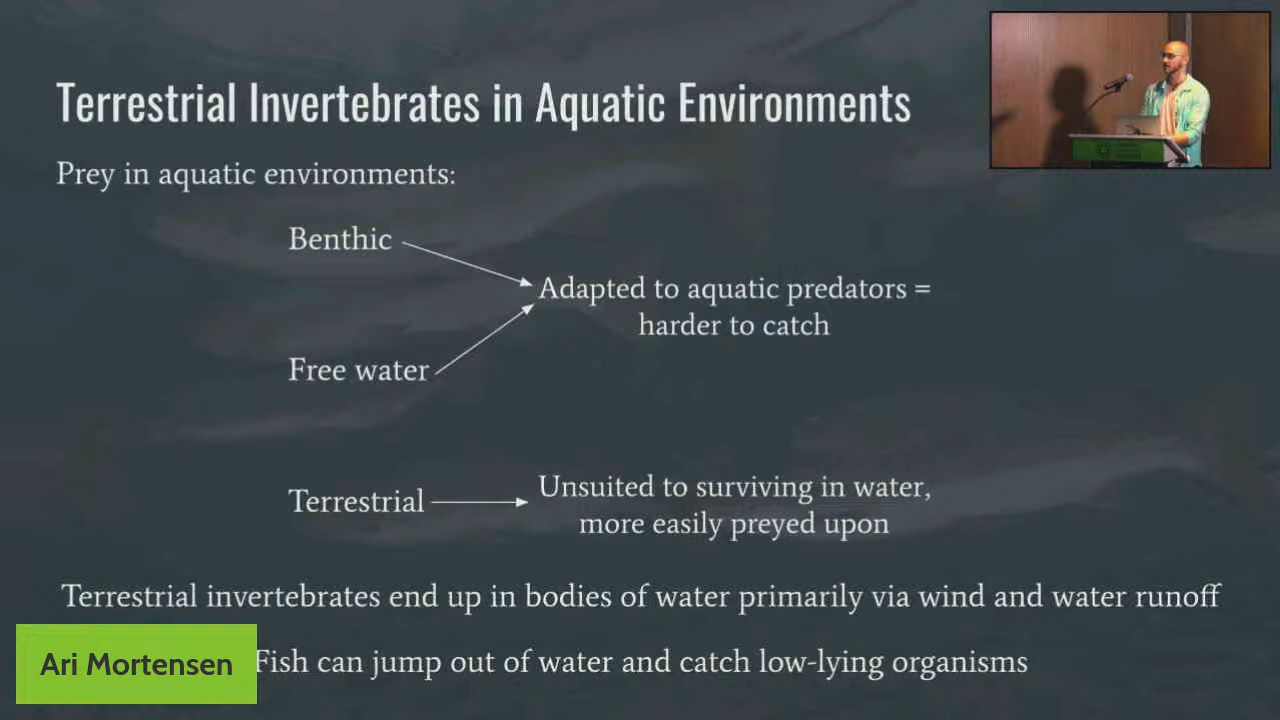 Terrestrial Invertebrates in Aquatic Environments
Prey in aquatic environments:
Benthic
Adapted to aquatic predators =
harder to catch
Free water
Terrestrial
Unsuited to surviving in water,
more easily preyed upon
Terrestrial invertebrates end up in bodies of water primarily via wind and water runoff
Ari Mortensen
Fish can jump out of water and catch low-lying organisms